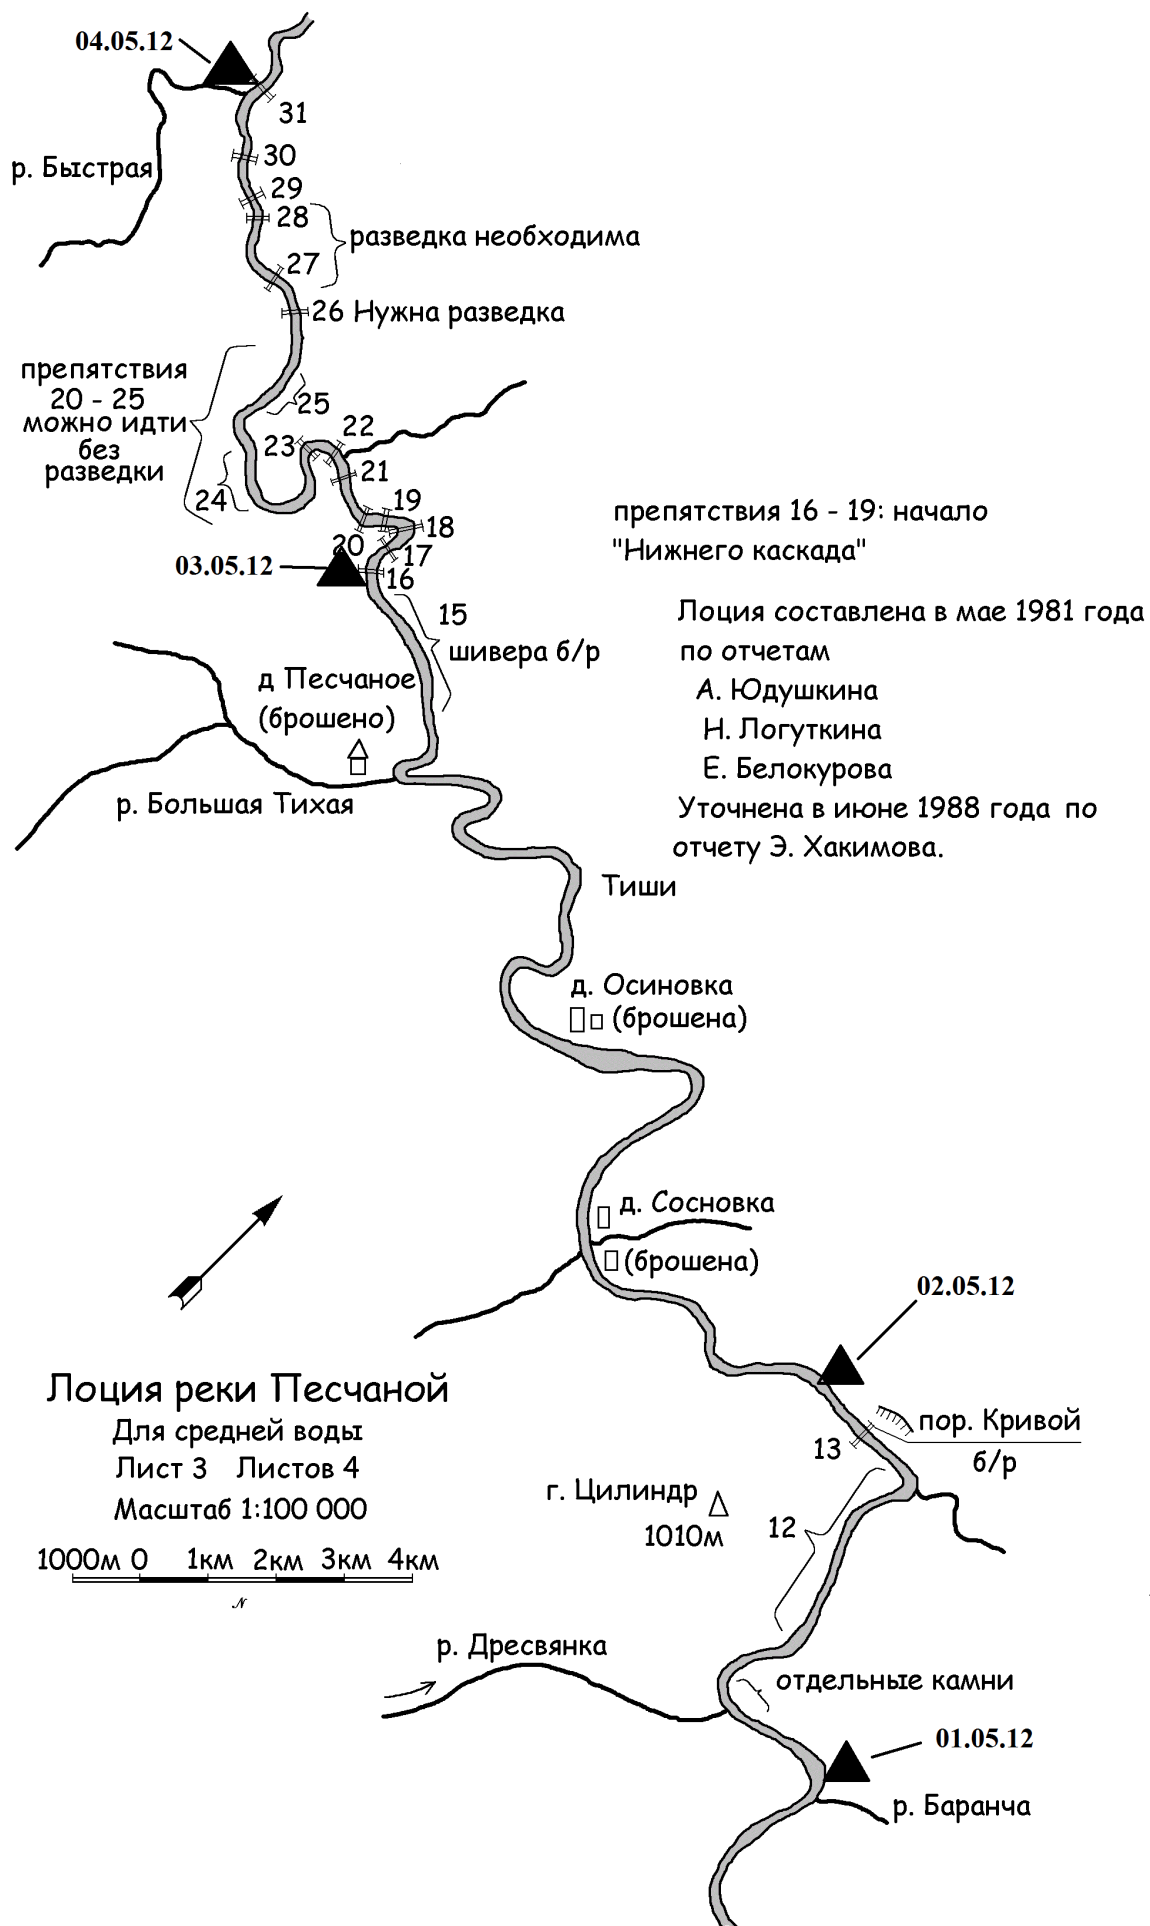 04.05.12
31
р. Быстрая
30
29
28
разведка необходима
27
26 Нужна разведка
препятствия
20 - 25
можно идти
без
разведки
25
22
23
21
24
19
18
20
17
03.05.12
16
препятствия 16 - 19: начало
"Нижнего каскада"
15
шивера б/р
Лоция составлена в мае 1981 года
по отчетам
А. Юдушкина
Н. Логуткина
Е. Белокурова
Уточнена в июне 1988 года по
отчету Э. Хакимова.
д Песчаное
(брошено)
р. Большая Тихая
Тиши
д. Осиновка
(брошена)
д. Сосновка
(брошена)
02.05.12
Лоция реки Песчаной
Для средней воды
Лист 3 Листов 4
Масштаб 1:100 000
1000м 0 1км 2км 3км 4км
N
пор. Кривой
б/р
13
г. Цилиндр
1010м
12
р. Дресвянка
отдельные камни
01.05.12
р. Баранча